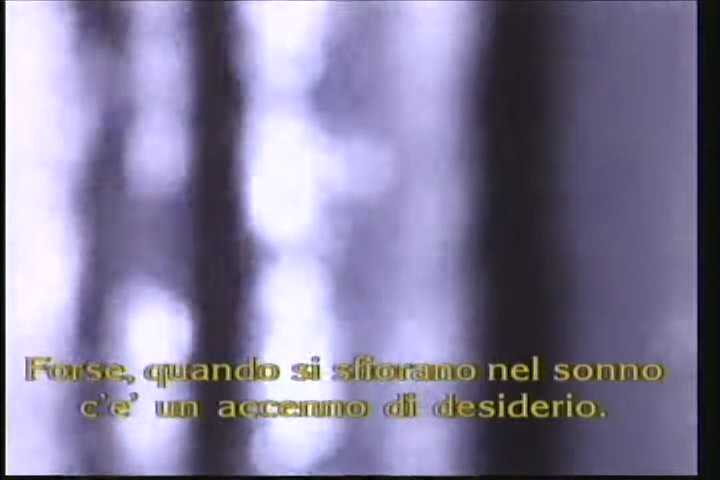 Forse, quando si sfiorano nel sonno
c'e' un accenno di desiderio.